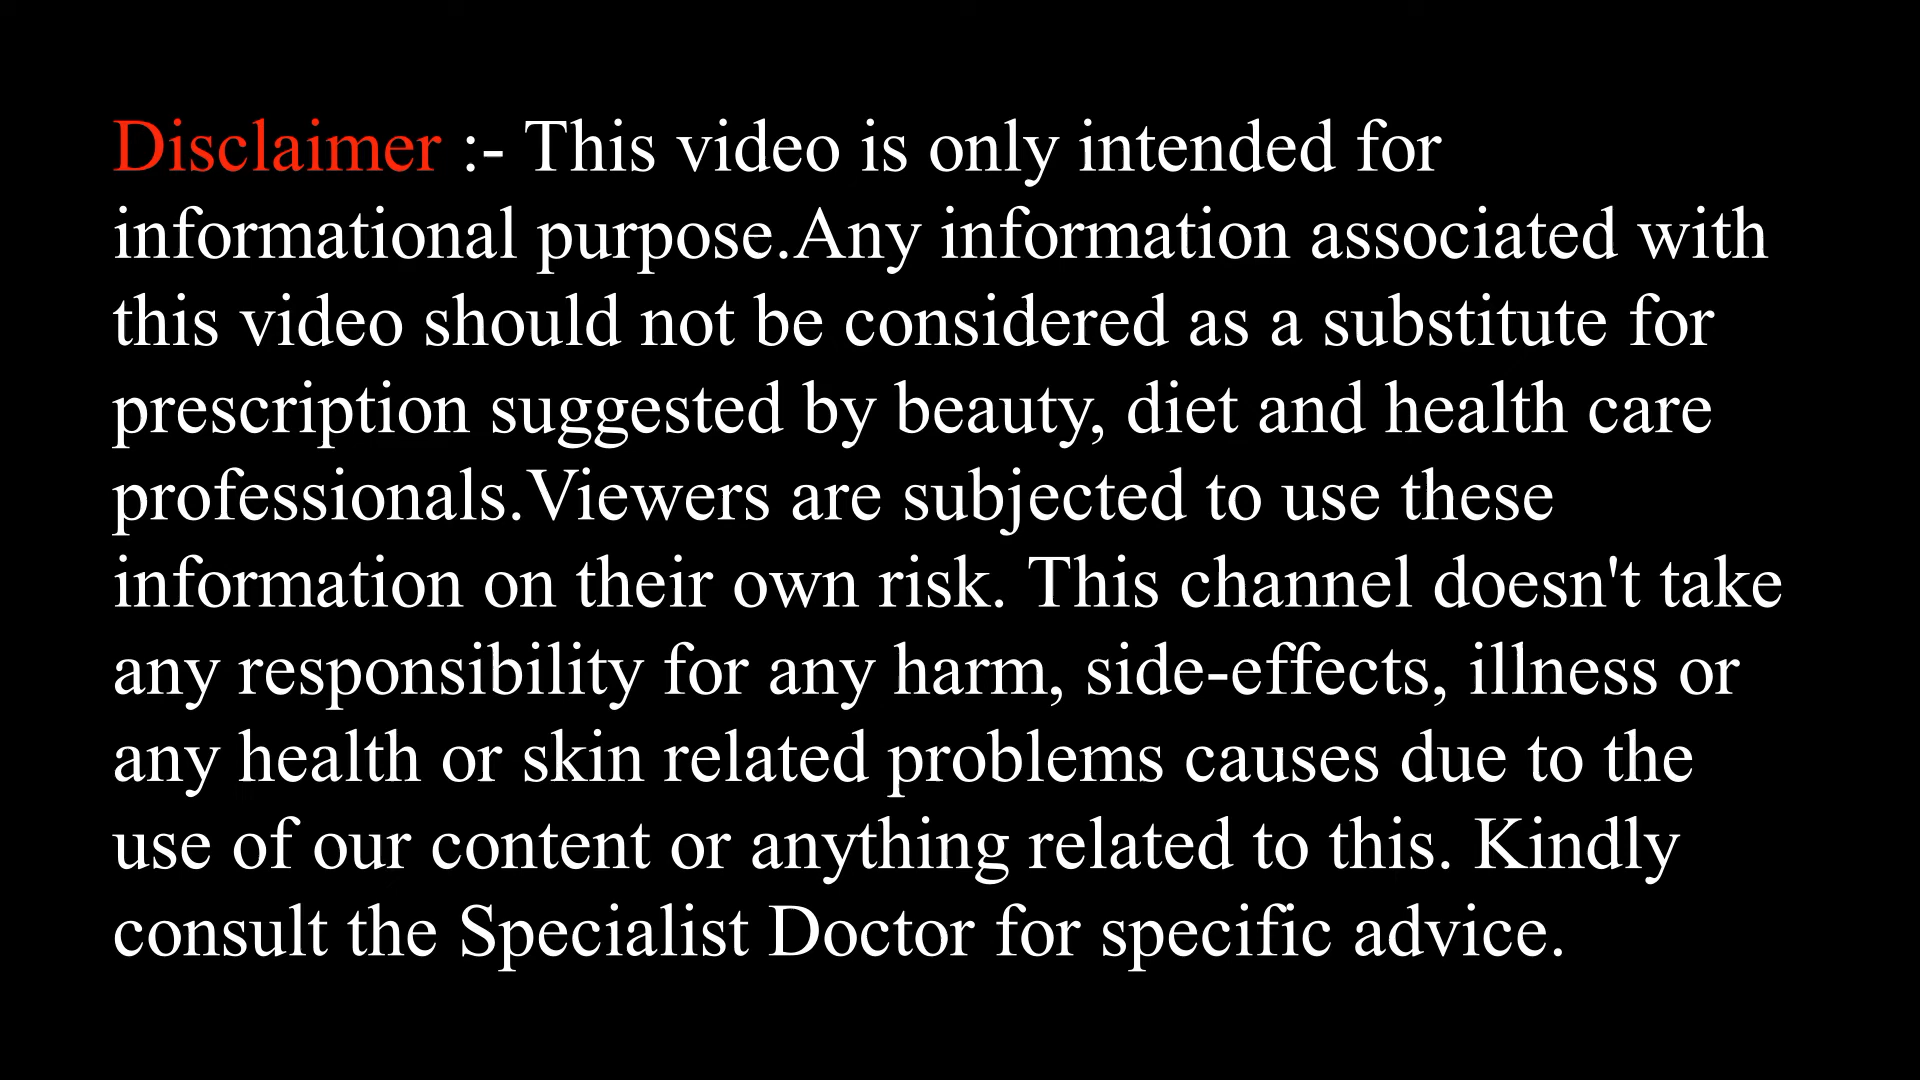 Disclaimer :- This video is only intended for
informational purpose.Any information associated with
this video should not be considered as a substitute for
prescription suggested by beauty, diet and health care
professionals.Viewers are subjected to use these
information on their own risk. This channel doesn't take
any responsibility for any harm, side-effects, illness or
any health or skin related problems causes due to the
use of our content or anything related to this. Kindly
consult the Specialist Doctor for specific advice.